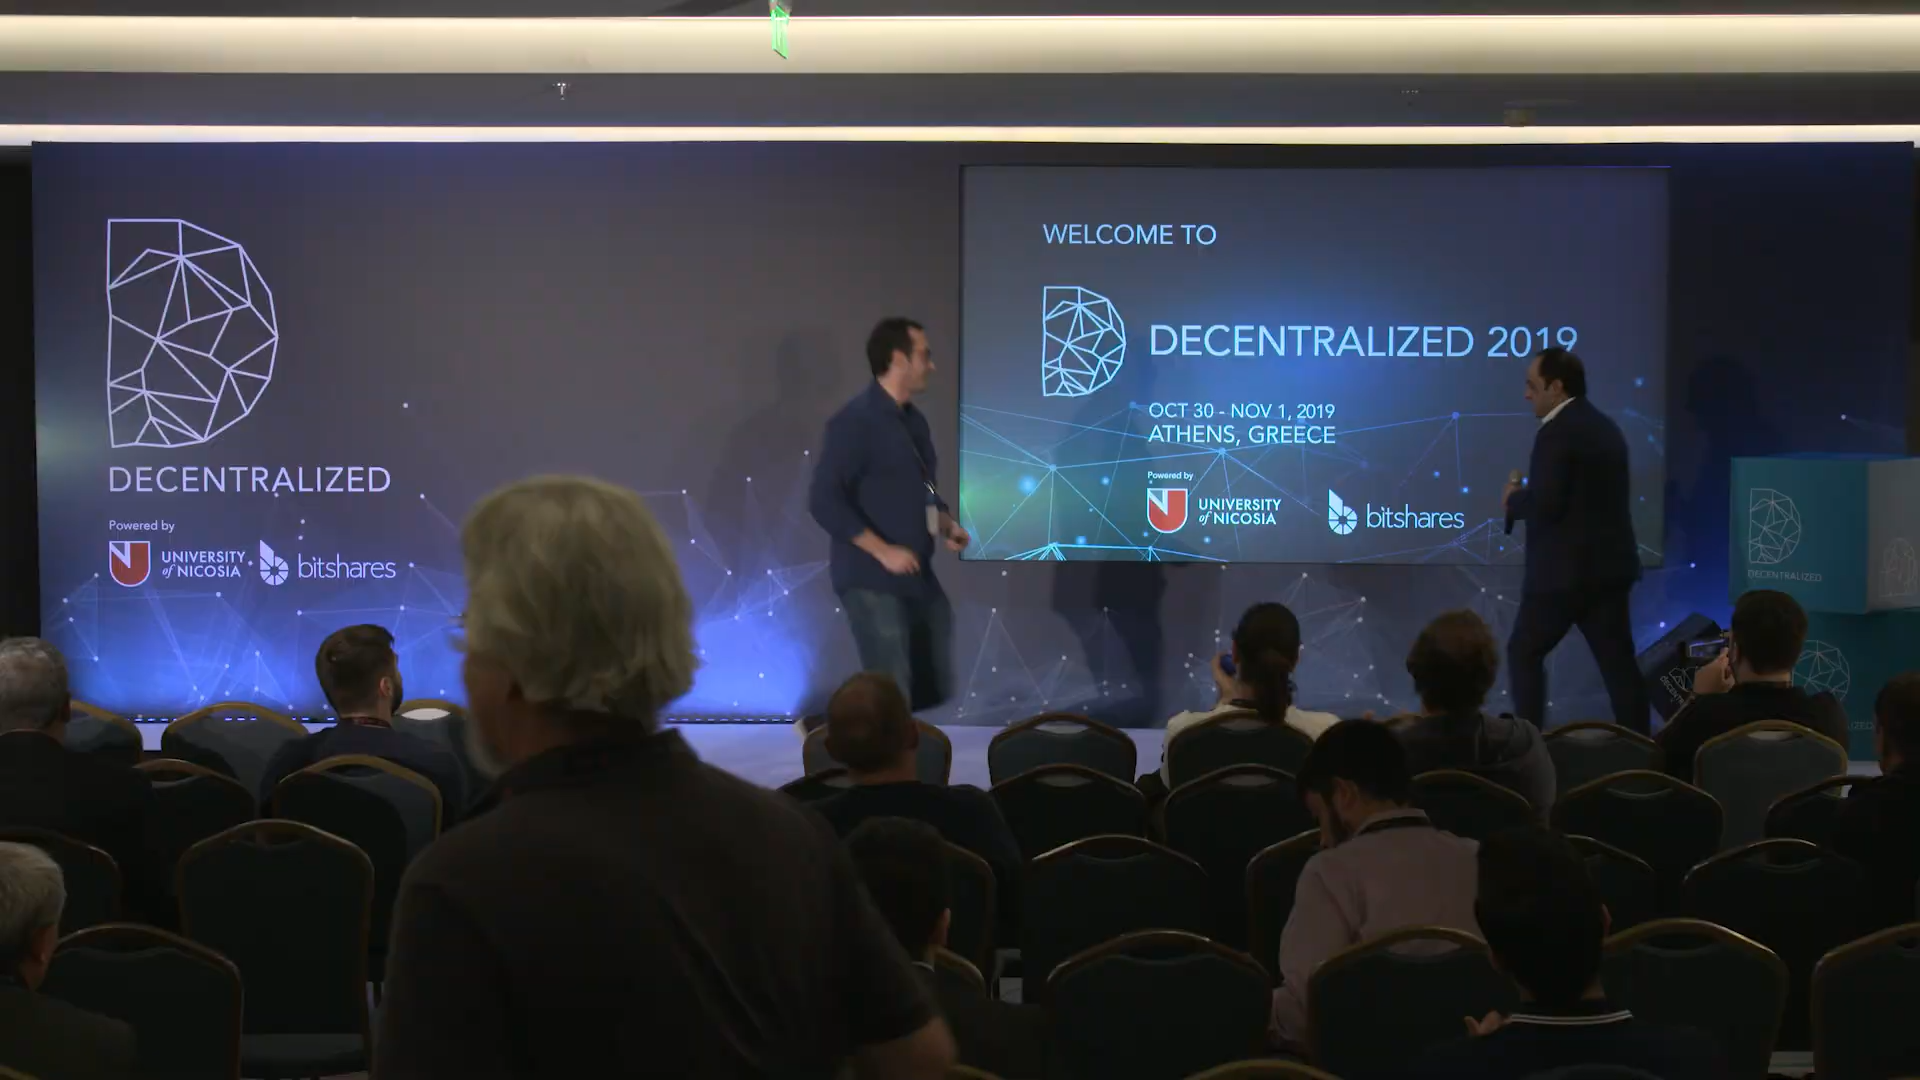 DECENTRALIZED
Powered by
UNIVERSITY
of NICOSIA
bitshares
WELCOME TO
DECENTRALIZED 2019
OCT 30 - NOV 1, 2019
ATHENS, GREECE
Powered by
UNIVERSITY
of NICOSIA
bitshares
DECENTRALIZED